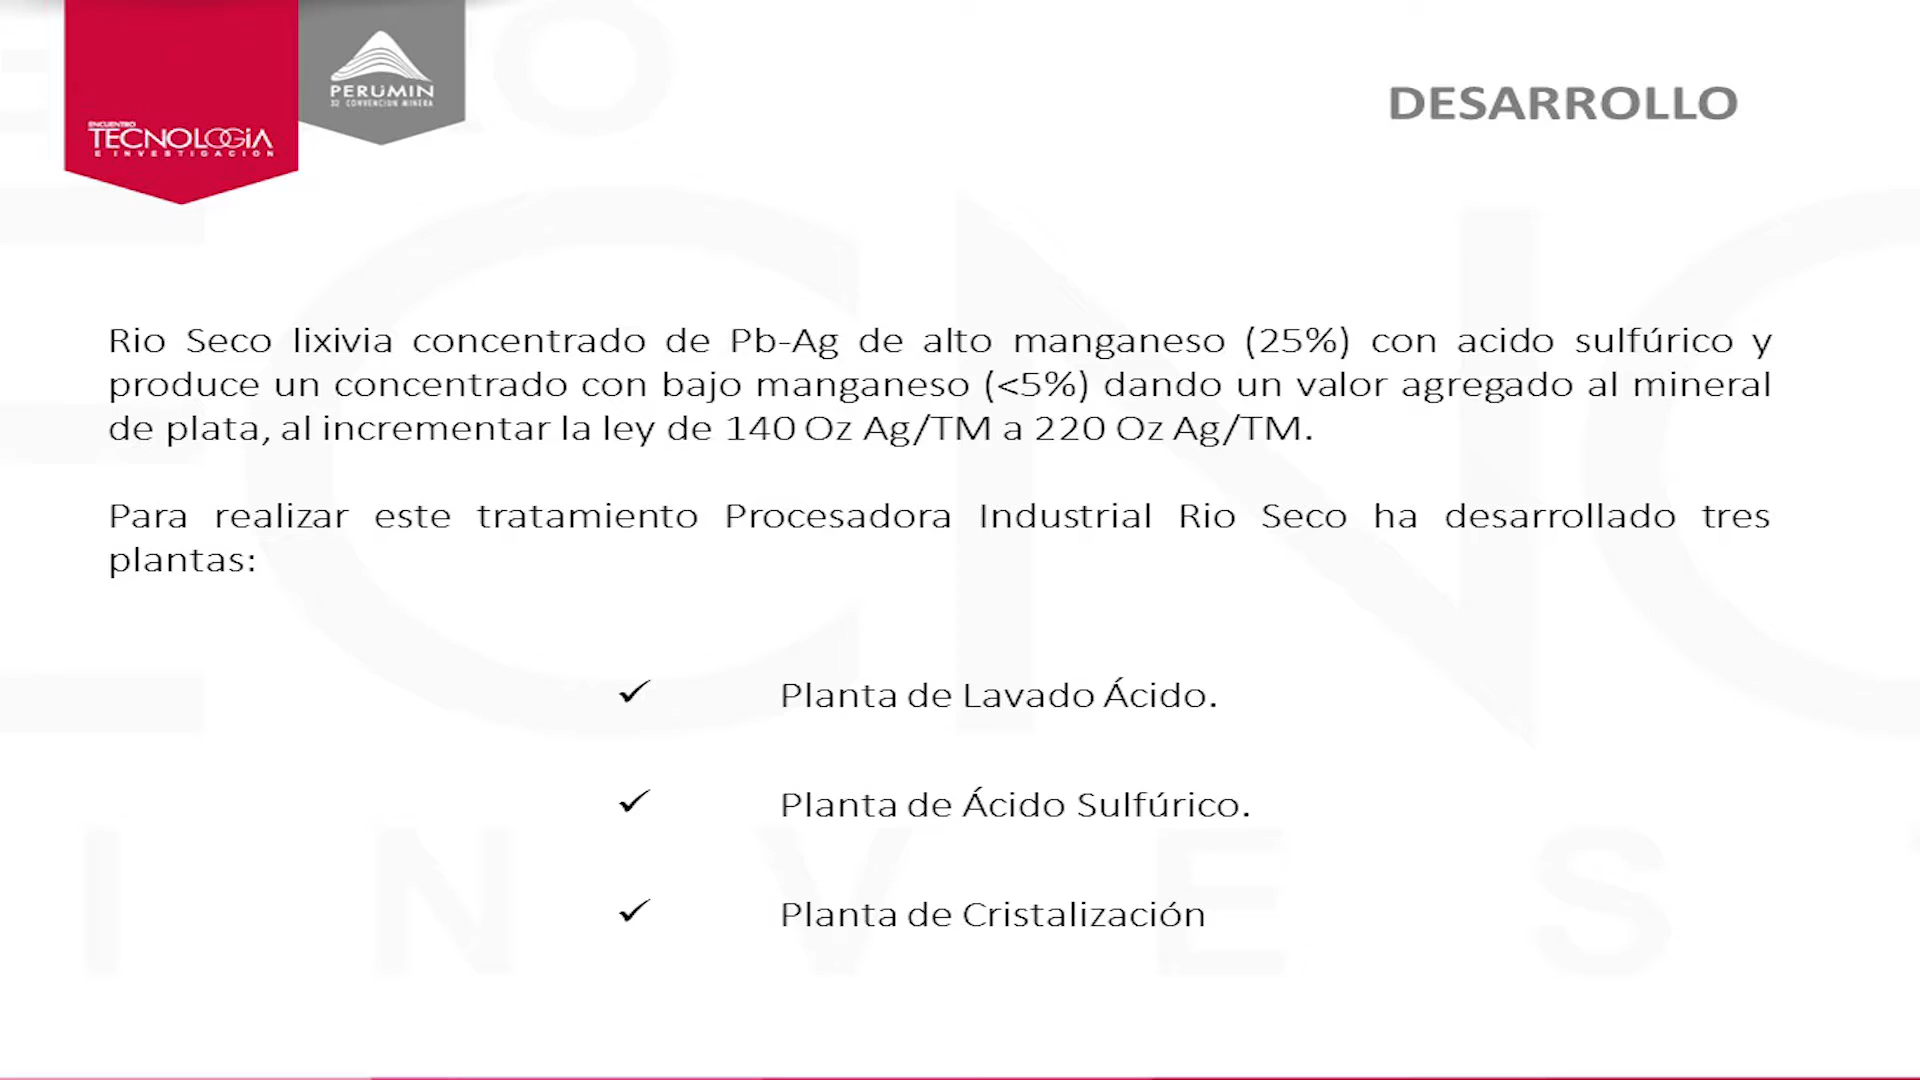 ENCUENTRO
TECNOLOGÍA
E INVESTIGACIÓN
PERUMIN
32 CONVENCIÓN MINERA
DESARROLLO
Rio Seco lixivia concentrado de Pb-Ag de alto manganeso (25%) con acido sulfúrico y
produce un concentrado con bajo manganeso (<5%) dando un valor agregado al mineral
de plata, al incrementar la ley de 140 Oz Ag/TM a 220 Oz Ag/TM.
Para realizar este tratamiento Procesadora Industrial Rio Seco ha desarrollado tres
plantas:
✓ Planta de Lavado Ácido.
✓ Planta de Ácido Sulfúrico.
✓ Planta de Cristalización